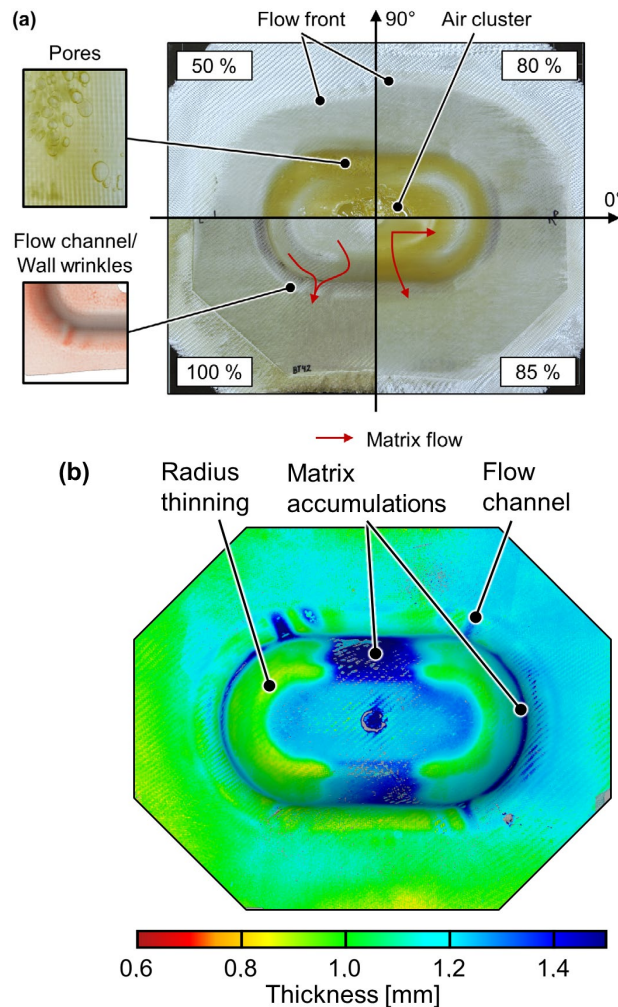 (a)
Flow front
90°
Air cluster
Pores
50 %
80 %
0°
Flow channel/
Wall wrinkles
100 %
85 %
BT42
Matrix flow
(b)
Radius
thinning
Matrix
accumulations
Flow
channel
0.6
0.8
1.0
1.2
1.4
Thickness [mm]